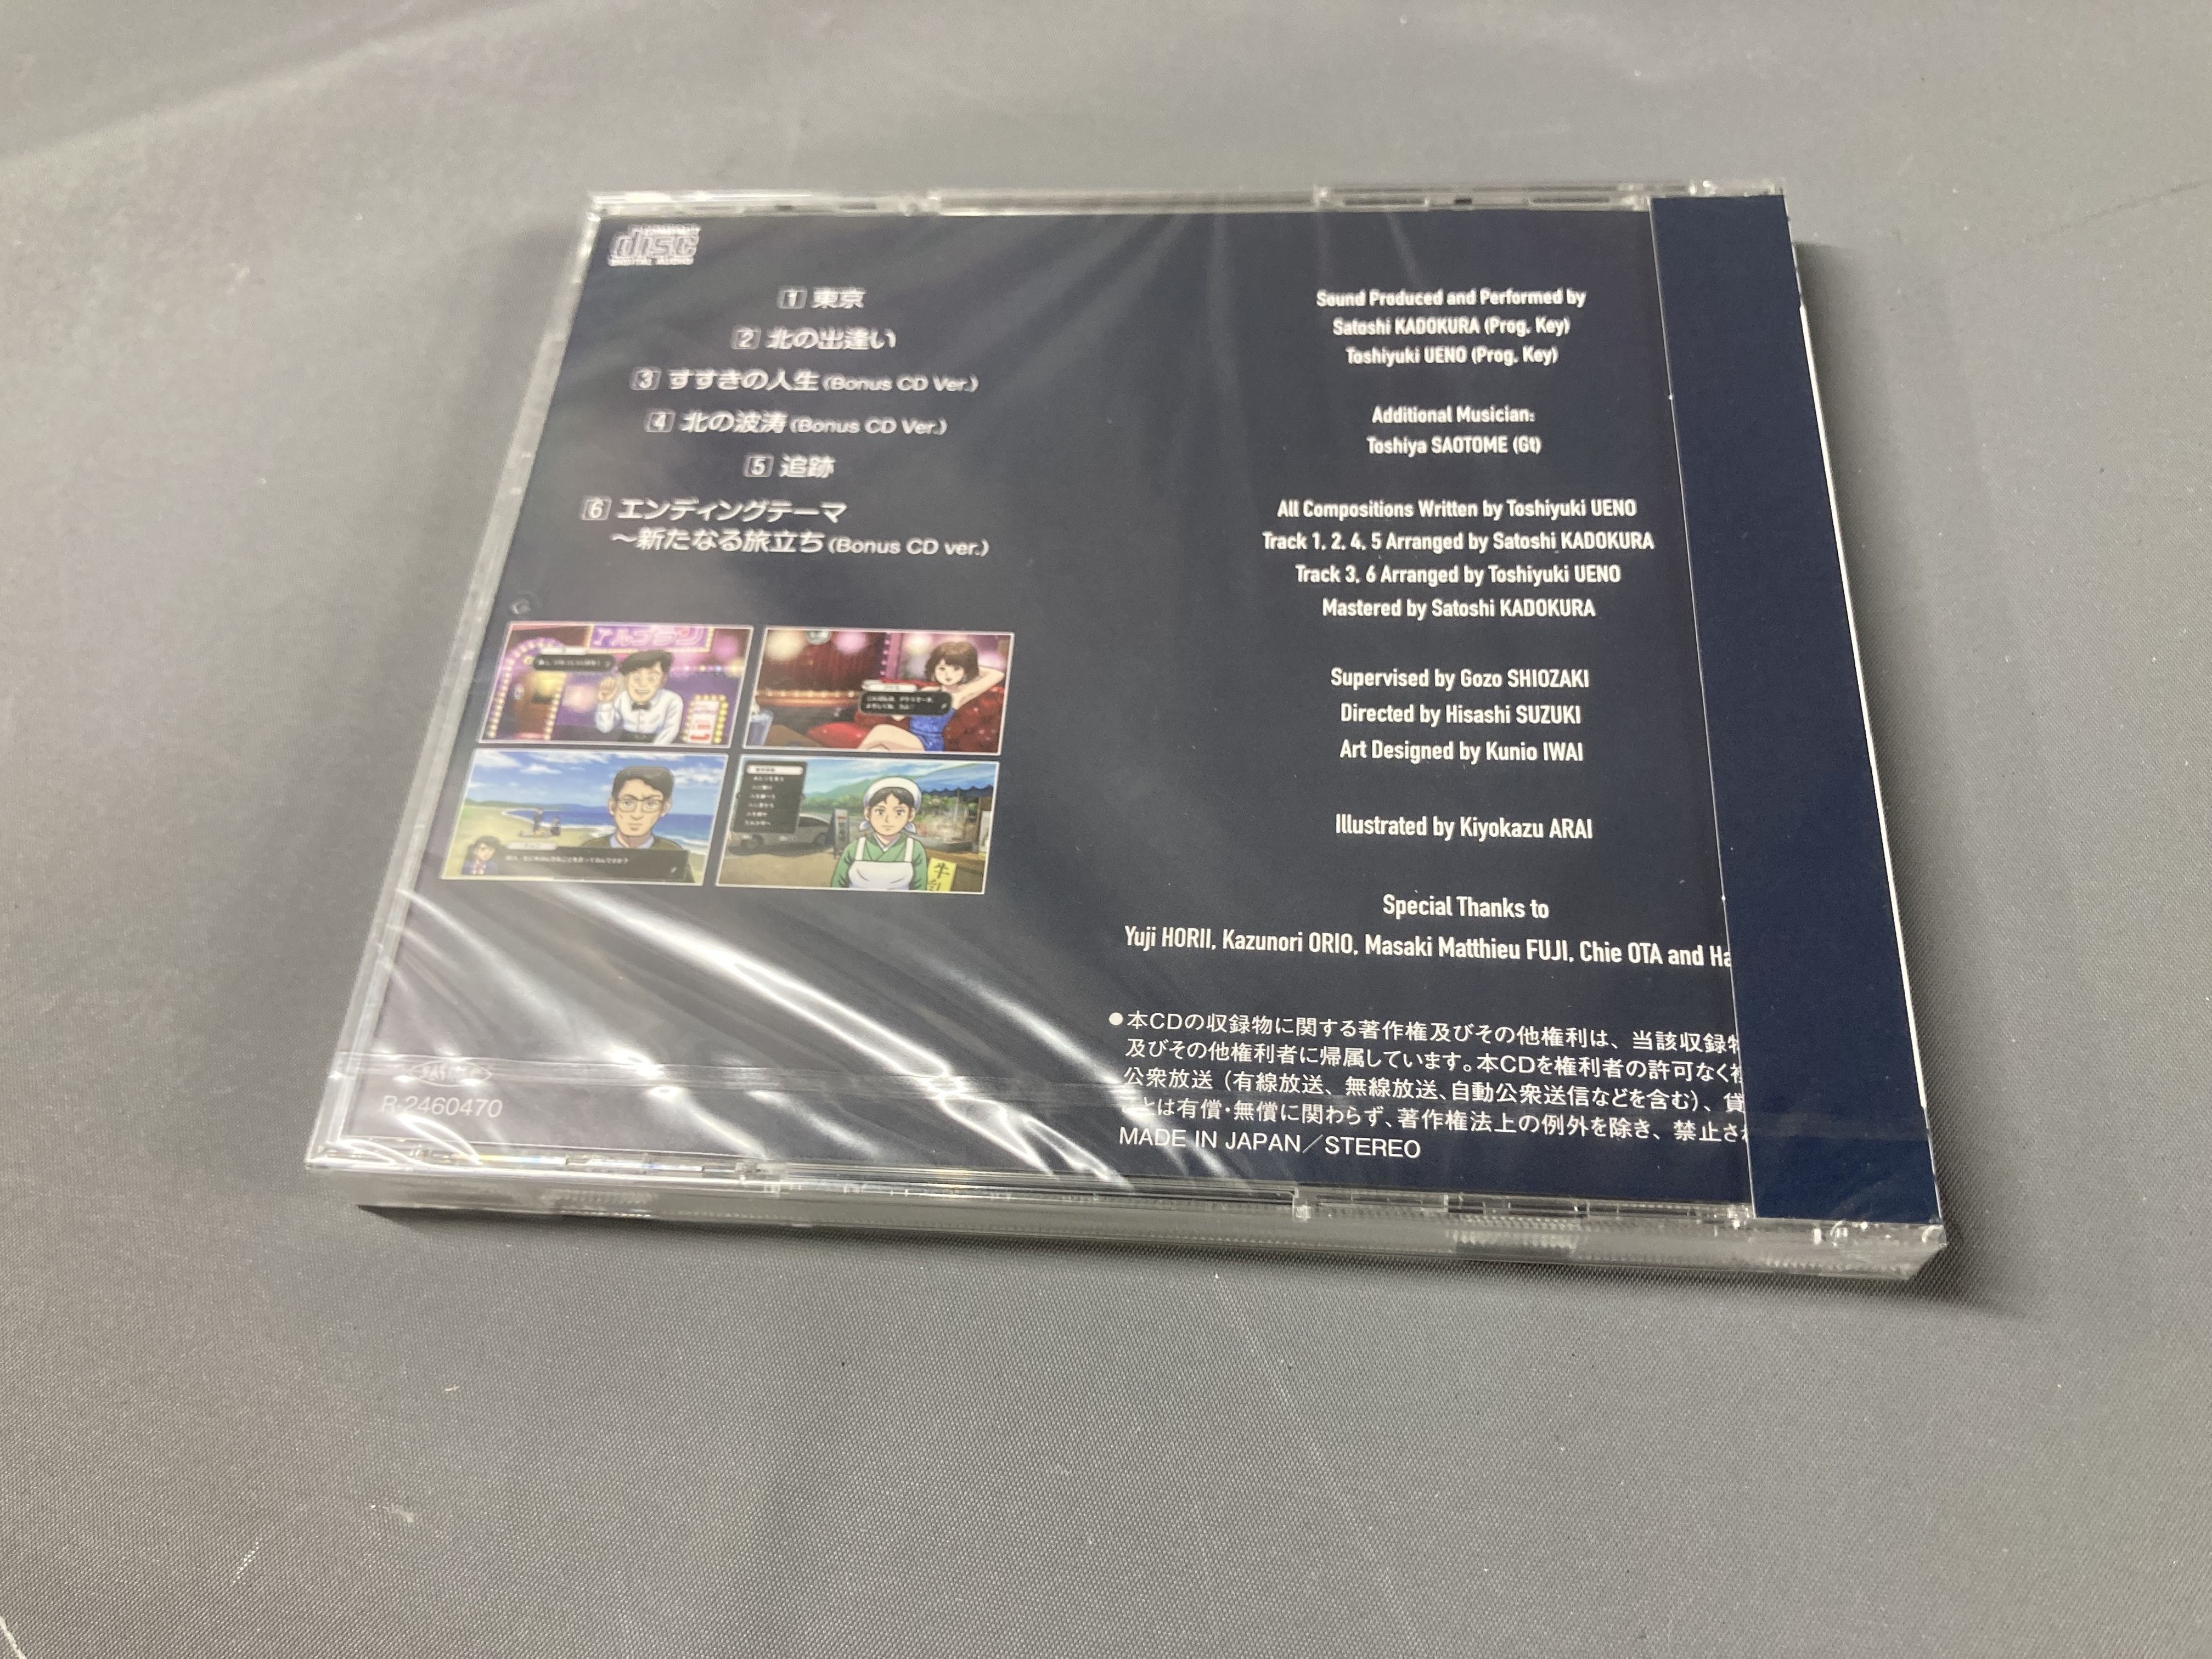 COMPACT
disc
DIGITAL AUDIO
1 東京
2 北の出逢い
3 すすきの人生(Bonus CD Ver.)
4 北の波涛(Bonus CD Ver.)
5 追跡
6 エンディングテーマ
～新たなる旅立ち(Bonus CD ver.)
R-2460470
Sound Produced and Performed by
Satoshi KADOKURA (Prog. Key)
Toshiyuki UENO (Prog. Key)
Additional Musician:
Toshiya SAOTOME (Gt)
All Compositions Written by Toshiyuki UENO
Track 1, 2, 4, 5 Arranged by Satoshi KADOKURA
Track 3, 6 Arranged by Toshiyuki UENO
Mastered by Satoshi KADOKURA
Supervised by Gozo SHIOZAKI
Directed by Hisashi SUZUKI
Art Designed by Kunio IWAI
Illustrated by Kiyokazu ARAI
Special Thanks to
Yuji HORII, Kazunori ORIO, Masaki Matthieu FUJI, Chie OTA and Ha
●本CDの収録物に関する著作権及びその他権利は、当該収録物
及びその他権利者に帰属しています。本CDを権利者の許可なく
公衆放送（有線放送、無線放送、自動公衆送信などを含む）、貸
ことは有償・無償に関わらず、著作権法上の例外を除き、禁止さ
MADE IN JAPAN／STEREO